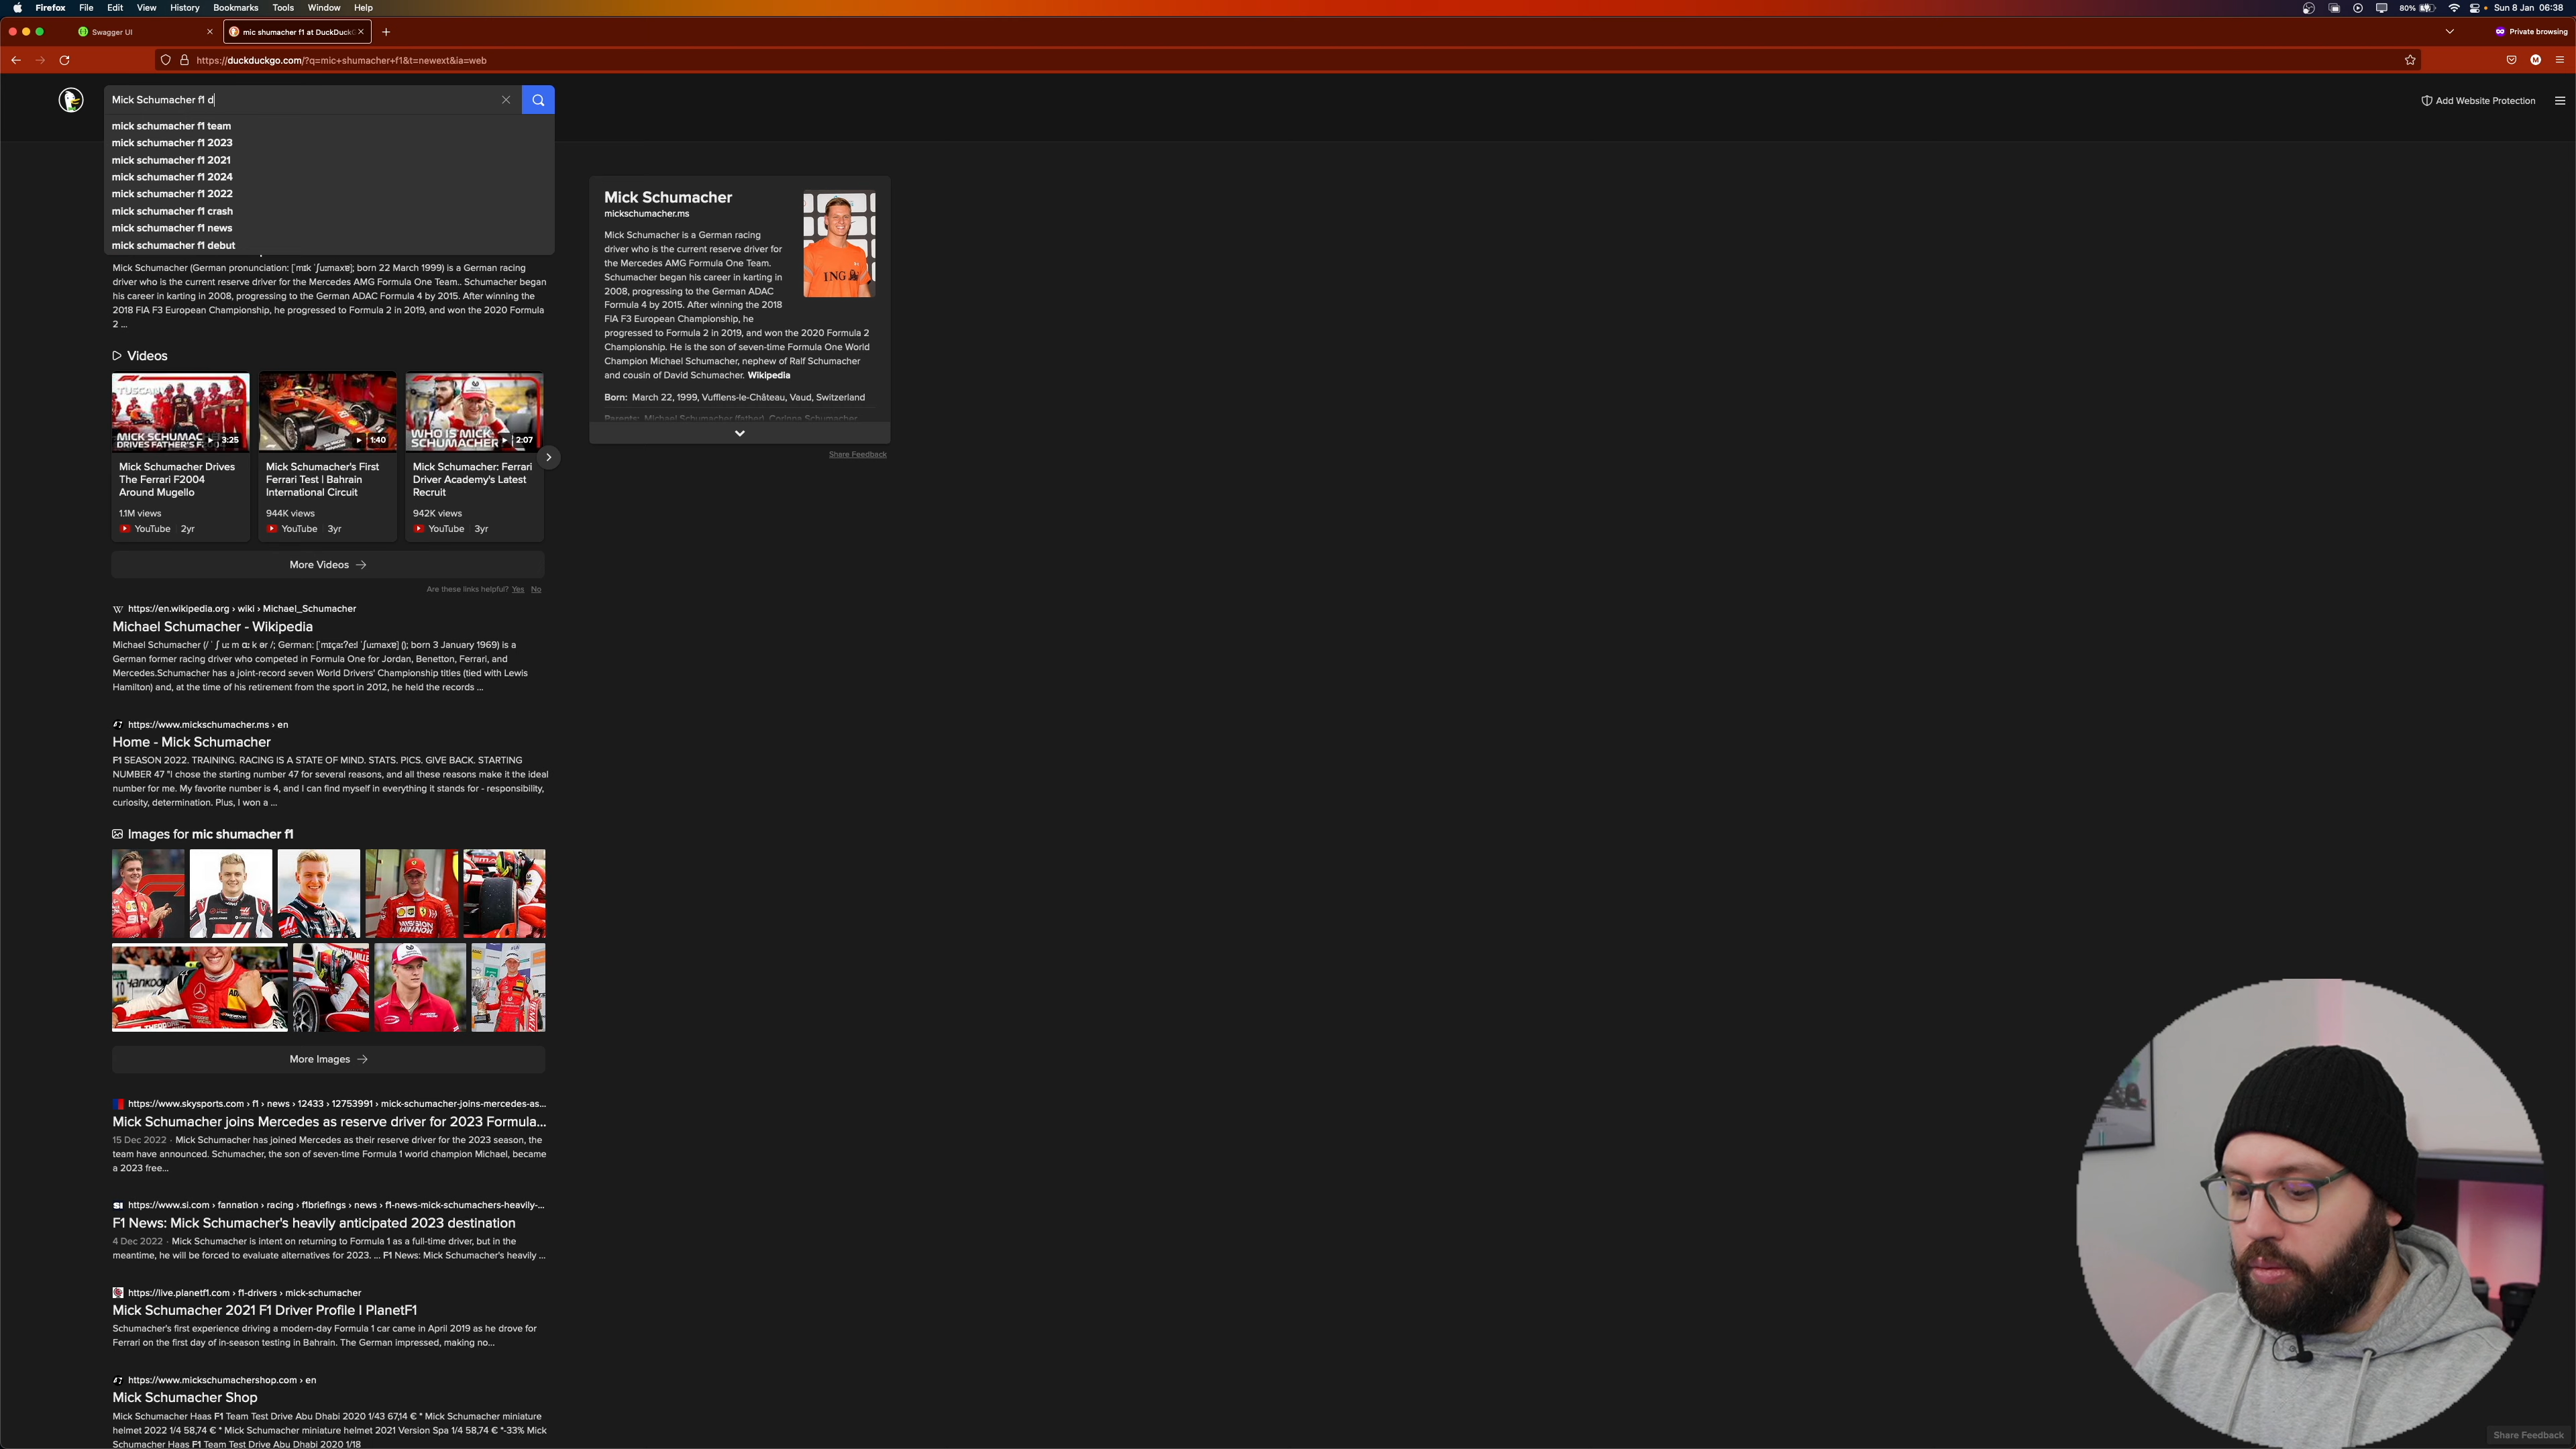 Firefox File Edit View History Bookmarks Tools Window Help
80% Sun 8 Jan 06:38
Swagger UI
mic shumacher f1 at DuckDuck
Private browsing
https://duckduckgo.com/?q=mic+shumacher+f1&t=newext&ia=web
Mick Schumacher f1 d
Add Website Protection
mick schumacher f1 team
mick schumacher f1 2023
mick schumacher f1 2021
mick schumacher f1 2024
mick schumacher f1 2022
mick schumacher f1 crash
mick schumacher f1 news
mick schumacher f1 debut
Mick Schumacher (German pronunciation: [ˈmɪk ˈʃuːmaxɐ]; born 22 March 1999) is a German racing
driver who is the current reserve driver for the Mercedes AMG Formula One Team.. Schumacher began
his career in karting in 2008, progressing to the German ADAC Formula 4 by 2015. After winning the
2018 FIA F3 European Championship, he progressed to Formula 2 in 2019, and won the 2020 Formula
2 ...
Videos
TUSCAN
MICK SCHUMAC
DRIVES FATHER'S F
3:25
1:40
WHO IS MICK
SCHUMACHER
2:07
Mick Schumacher Drives
The Ferrari F2004
Around Mugello
1.1M views
YouTube 2yr
Mick Schumacher's First
Ferrari Test | Bahrain
International Circuit
944K views
YouTube 3yr
Mick Schumacher: Ferrari
Driver Academy's Latest
Recruit
942K views
YouTube 3yr
More Videos
Are these links helpful? Yes No
https://en.wikipedia.org › wiki › Michael_Schumacher
Michael Schumacher - Wikipedia
Michael Schumacher (/ ˈ ʃ uː m ɑː k ər /; German: [ˈmɪçaːʔeːl ˈʃuːmaxɐ] (); born 3 January 1969) is a
German former racing driver who competed in Formula One for Jordan, Benetton, Ferrari, and
Mercedes.Schumacher has a joint-record seven World Drivers' Championship titles (tied with Lewis
Hamilton) and, at the time of his retirement from the sport in 2012, he held the records ...
https://www.mickschumacher.ms › en
Home - Mick Schumacher
F1 SEASON 2022. TRAINING. RACING IS A STATE OF MIND. STATS. PICS. GIVE BACK. STARTING
NUMBER 47 "I chose the starting number 47 for several reasons, and all these reasons make it the ideal
number for me. My favorite number is 4, and I can find myself in everything it stands for - responsibility,
curiosity, determination. Plus, I won a ...
Images for mic shumacher f1
MISSION
WINNOW
More Images
https://www.skysports.com › f1 › news › 12433 › 12753991 › mick-schumacher-joins-mercedes-as...
Mick Schumacher joins Mercedes as reserve driver for 2023 Formula...
15 Dec 2022 · Mick Schumacher has joined Mercedes as their reserve driver for the 2023 season, the
team have announced. Schumacher, the son of seven-time Formula 1 world champion Michael, became
a 2023 free...
https://www.si.com › fannation › racing › f1briefings › news › f1-news-mick-schumachers-heavily-...
F1 News: Mick Schumacher's heavily anticipated 2023 destination
4 Dec 2022 · Mick Schumacher is intent on returning to Formula 1 as a full-time driver, but in the
meantime, he will be forced to evaluate alternatives for 2023. ... F1 News: Mick Schumacher's heavily ...
https://live.planetf1.com › f1-drivers › mick-schumacher
Mick Schumacher 2021 F1 Driver Profile | PlanetF1
Schumacher's first experience driving a modern-day Formula 1 car came in April 2019 as he drove for
Ferrari on the first day of in-season testing in Bahrain. The German impressed, making no...
https://www.mickschumachershop.com › en
Mick Schumacher Shop
Mick Schumacher Haas F1 Team Test Drive Abu Dhabi 2020 1/43 67,14 € * Mick Schumacher miniature
helmet 2022 1/4 58,74 € * Mick Schumacher miniature helmet 2021 Version Spa 1/4 58,74 € *-33% Mick
Schumacher Haas F1 Team Test Drive Abu Dhabi 2020 1/18
Mick Schumacher
mickschumacher.ms
ING
Mick Schumacher is a German racing
driver who is the current reserve driver for
the Mercedes AMG Formula One Team.
Schumacher began his career in karting in
2008, progressing to the German ADAC
Formula 4 by 2015. After winning the 2018
FIA F3 European Championship, he
progressed to Formula 2 in 2019, and won the 2020 Formula 2
Championship. He is the son of seven-time Formula One World
Champion Michael Schumacher, nephew of Ralf Schumacher
and cousin of David Schumacher. Wikipedia
Born: March 22, 1999, Vufflens-le-Château, Vaud, Switzerland
Parents: Michael Schumacher (father), Corinna Schumacher
Share Feedback
Share Feedback